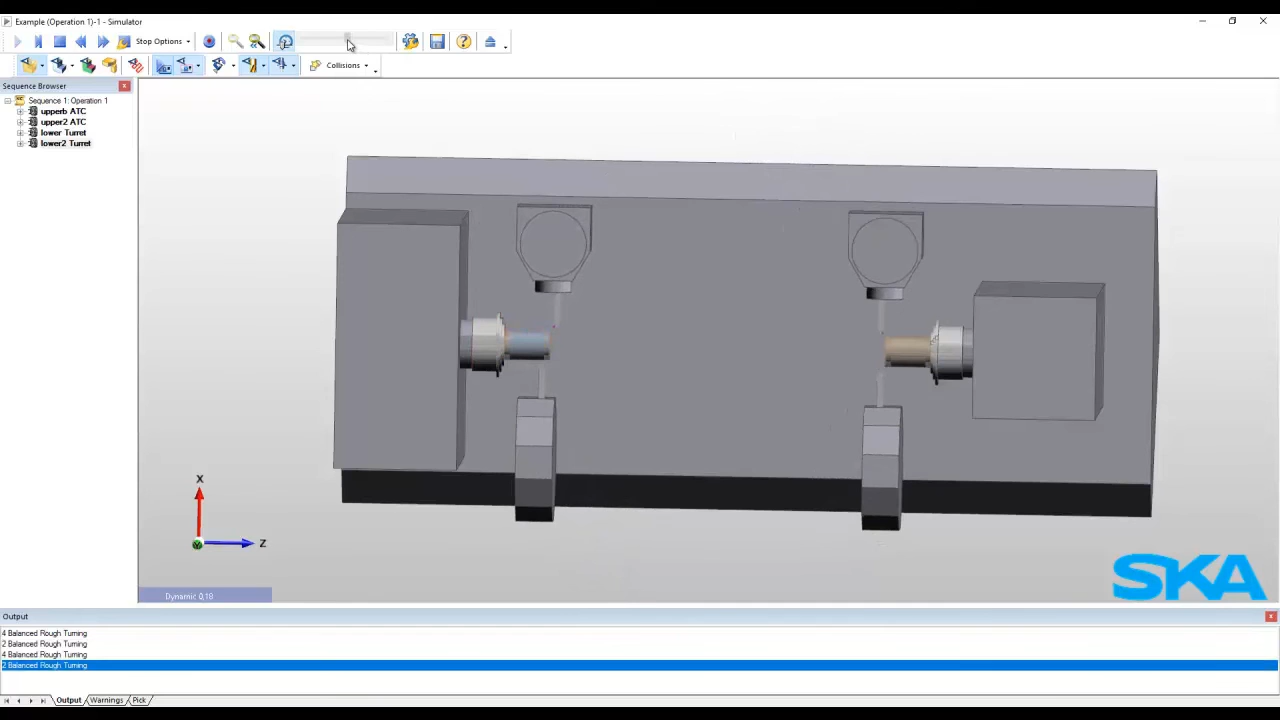 Example (Operation 1)-1 - Simulator
Stop Options
Collisions
Sequence Browser
Sequence 1: Operation 1
upperb ATC
upper2 ATC
lower Turret
lower2 Turret
X
Y
Z
Dynamic 0,18
SKA
Output
4 Balanced Rough Turning
2 Balanced Rough Turning
4 Balanced Rough Turning
2 Balanced Rough Turning
Output Warnings Pick